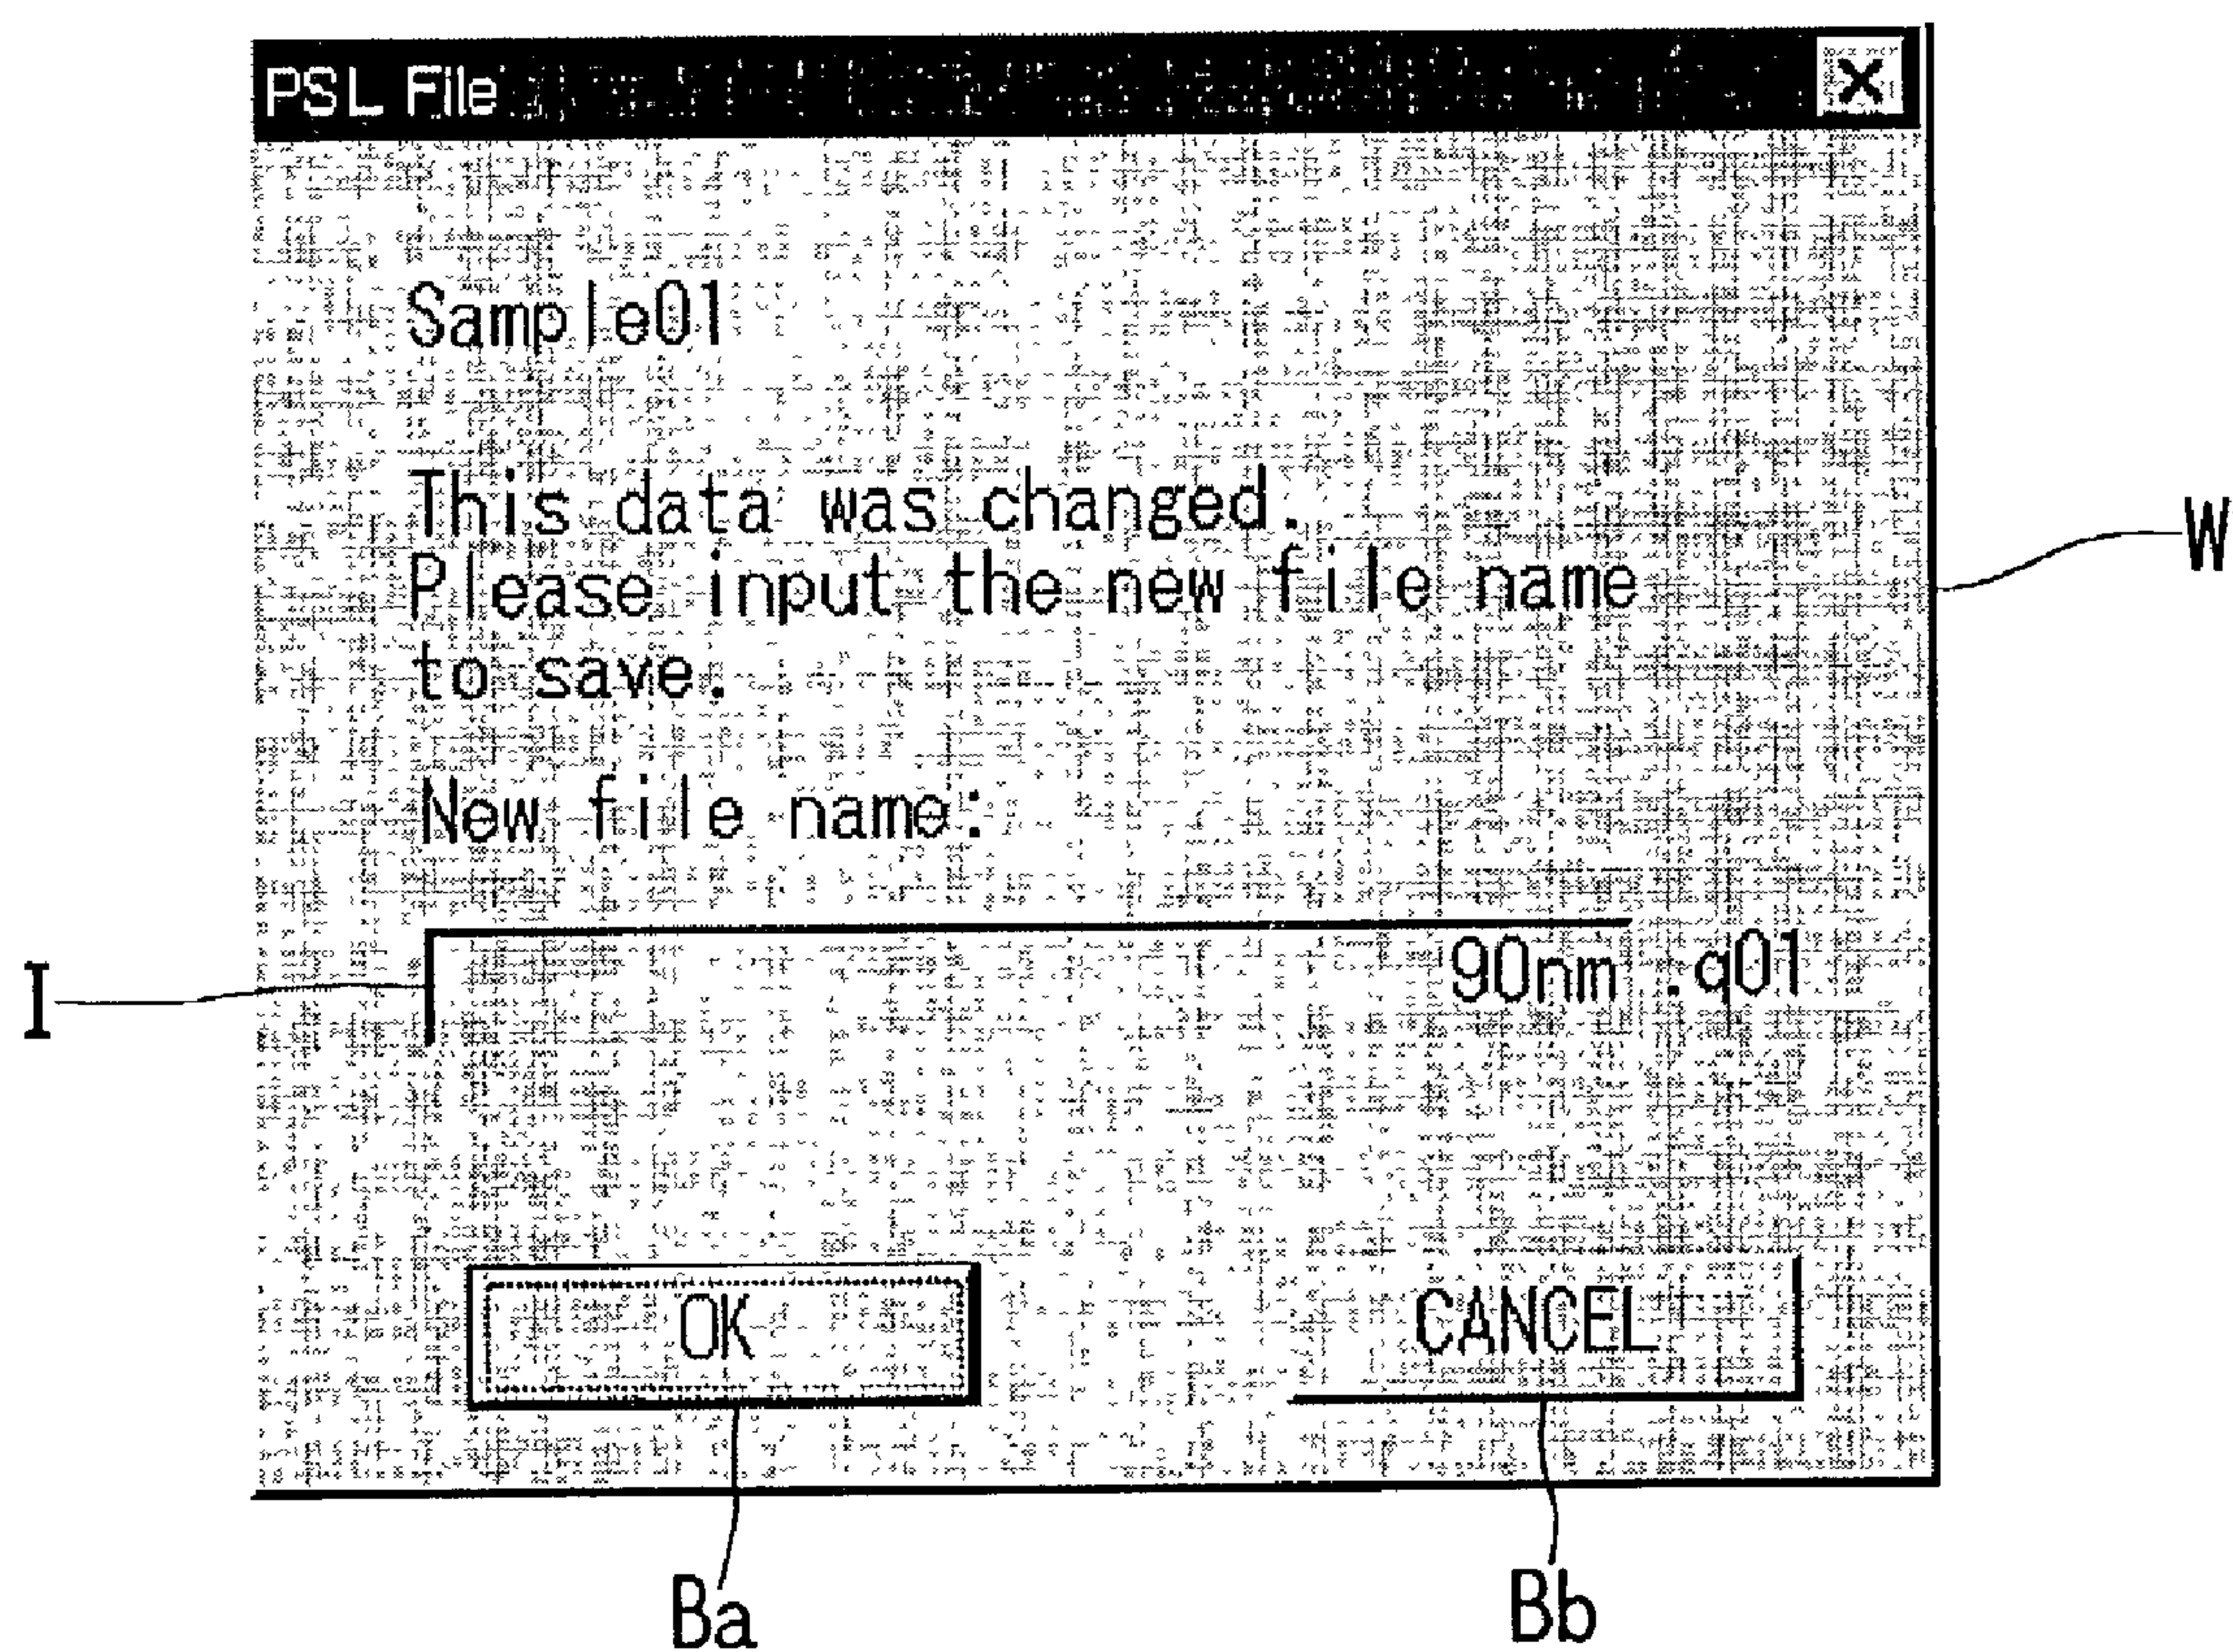 PSL File
Sample01
This data was changed.
Please input the new file name
to save.
W
New file name:
I
90nm .q01
OK
CANCEL
Ba
Bb